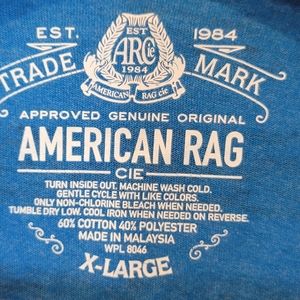 EST. 1984
EST
ARCie
1984
AMERICAN RAG cie
TRADE MARK
APPROVED GENUINE ORIGINAL
AMERICAN RAG
CIE
TURN INSIDE OUT. MACHINE WASH COLD.
GENTLE CYCLE WITH LIKE COLORS.
ONLY NON-CHLORINE BLEACH WHEN NEEDED.
TUMBLE DRY LOW. COOL IRON WHEN NEEDED ON REVERSE.
60% COTTON 40% POLYESTER
MADE IN MALAYSIA
WPL 8046
X-LARGE